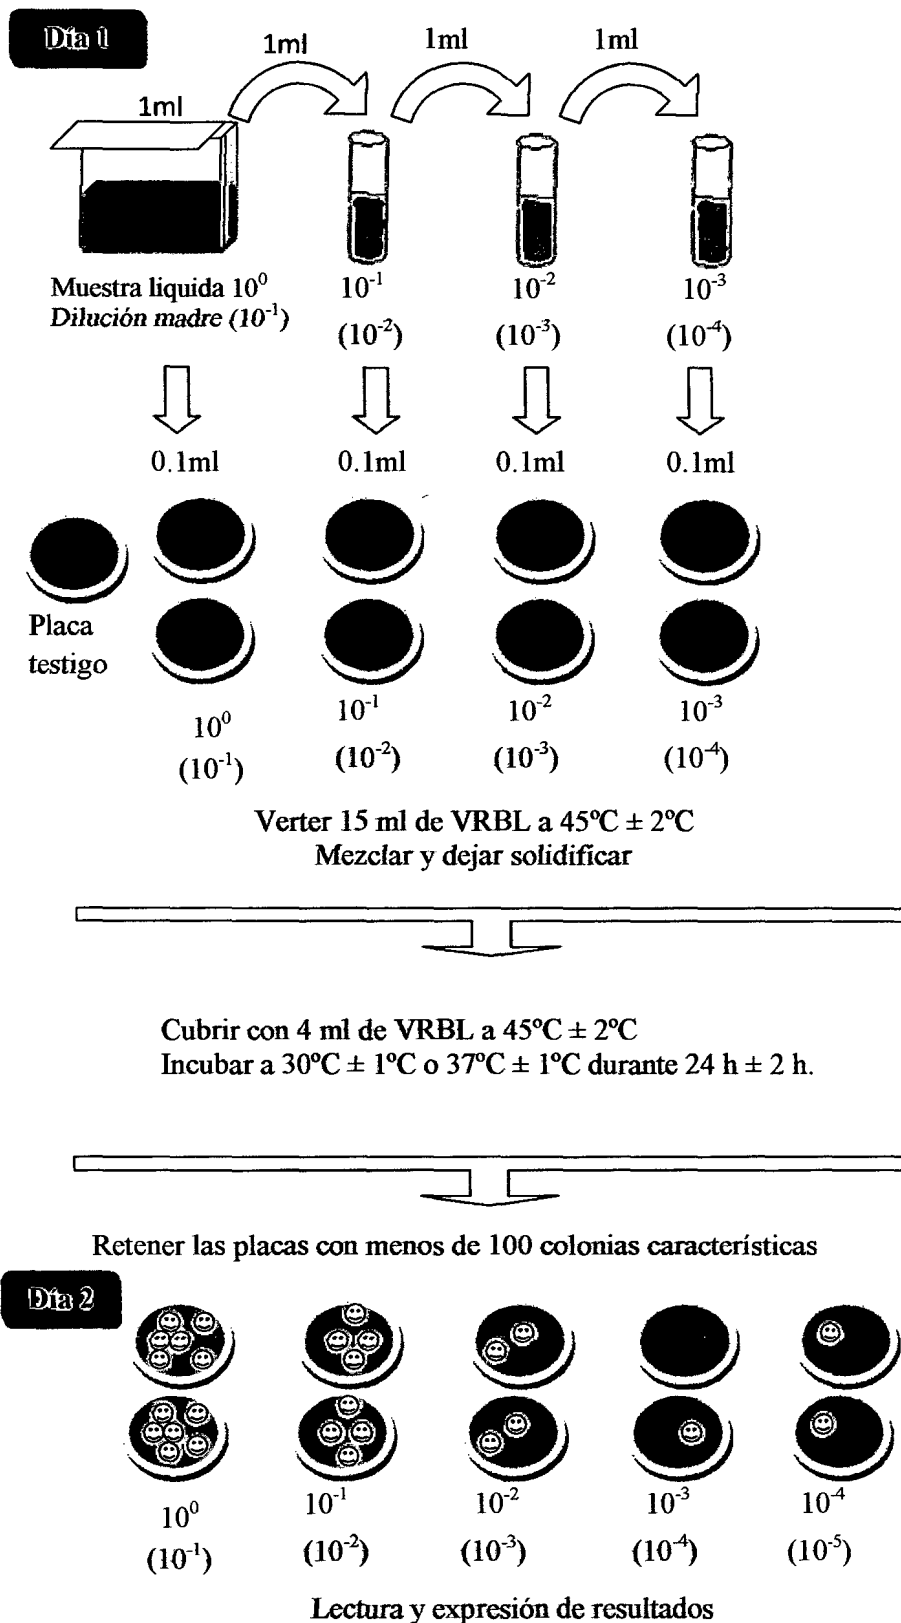 Día 1
1ml 1ml 1ml
1ml
Muestra liquida 10⁰ 10⁻¹ 10⁻² 10⁻³
Dilución madre (10⁻¹) (10⁻²) (10⁻³) (10⁻⁴)
0.1ml 0.1ml 0.1ml 0.1ml
Placa
testigo
10⁰ 10⁻¹ 10⁻² 10⁻³
(10⁻¹) (10⁻²) (10⁻³) (10⁻⁴)
Verter 15 ml de VRBL a 45ºC ± 2ºC
Mezclar y dejar solidificar
Cubrir con 4 ml de VRBL a 45ºC ± 2ºC
Incubar a 30ºC ± 1ºC o 37ºC ± 1ºC durante 24 h ± 2 h.
Retener las placas con menos de 100 colonias características
Día 2
10⁰ 10⁻¹ 10⁻² 10⁻³ 10⁻⁴
(10⁻¹) (10⁻²) (10⁻³) (10⁻⁴) (10⁻⁵)
Lectura y expresión de resultados